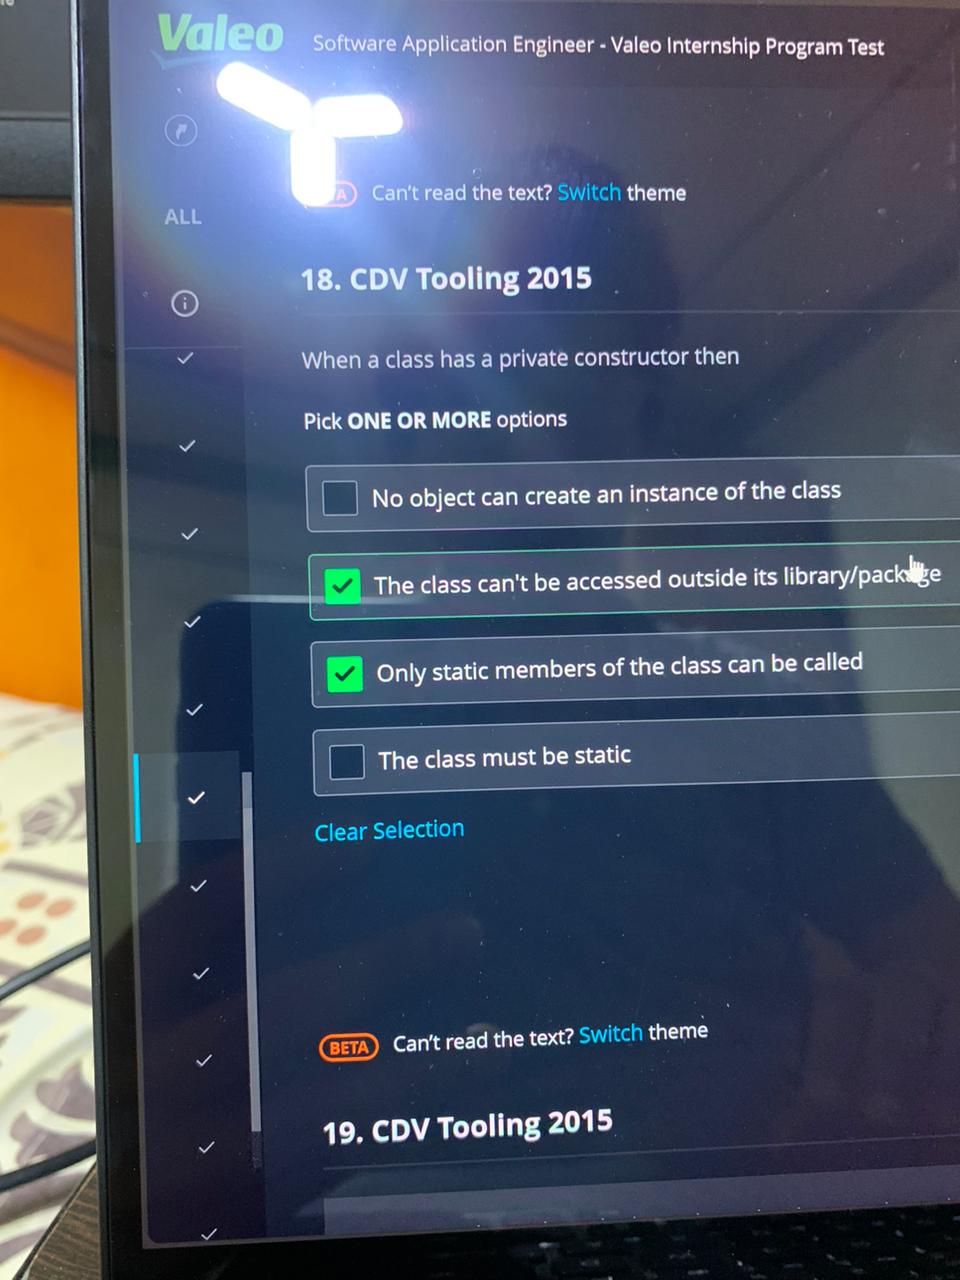 Valeo
Software Application Engineer - Valeo Internship Program Test
Can't read the text? Switch theme
ALL
18. CDV Tooling 2015
When a class has a private constructor then
Pick ONE OR MORE options
No object can create an instance of the class
The class can't be accessed outside its library/package
Only static members of the class can be called
The class must be static
Clear Selection
BETA Can't read the text? Switch theme
19. CDV Tooling 2015